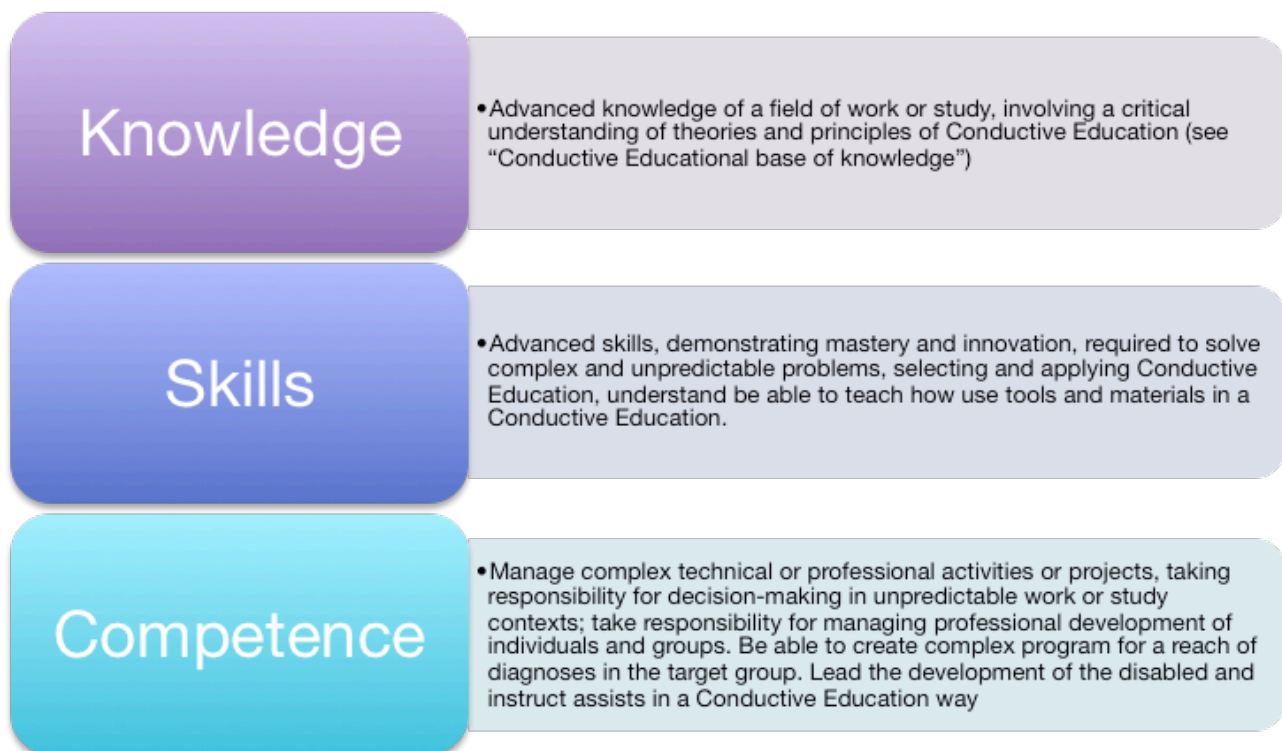 Knowledge
•Advanced knowledge of a field of work or study, involving a critical
understanding of theories and principles of Conductive Education (see
“Conductive Educational base of knowledge”)
Skills
•Advanced skills, demonstrating mastery and innovation, required to solve
complex and unpredictable problems, selecting and applying Conductive
Education, understand be able to teach how use tools and materials in a
Conductive Education.
Competence
•Manage complex technical or professional activities or projects, taking
responsibility for decision-making in unpredictable work or study
contexts; take responsibility for managing professional development of
individuals and groups. Be able to create complex program for a reach of
diagnoses in the target group. Lead the development of the disabled and
instruct assists in a Conductive Education way